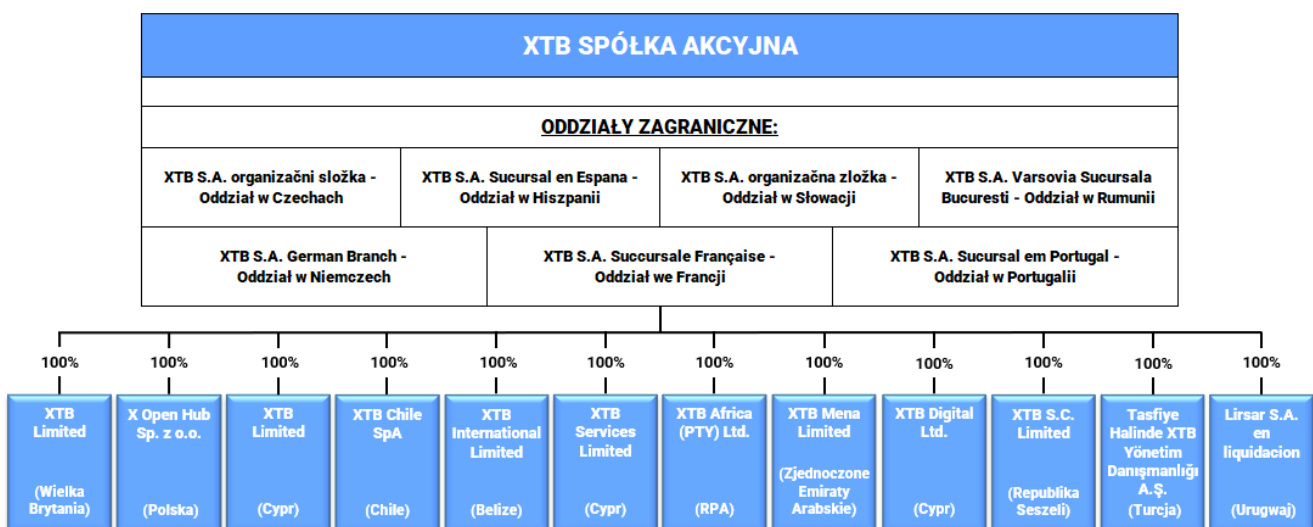 XTB SPÓŁKA AKCYJNA
ODDZIAŁY ZAGRANICZNE:
XTB S.A. organizačni složka -
Oddział w Czechach
XTB S.A. Sucursal en Espana -
Oddział w Hiszpanii
XTB S.A. organizačna zložka -
Oddział w Słowacji
XTB S.A. Varsovia Sucursala
Bucuresti - Oddział w Rumunii
XTB S.A. German Branch -
Oddział w Niemczech
XTB S.A. Succursale Française -
Oddział we Francji
XTB S.A. Sucursal em Portugal -
Oddział w Portugalii
100%
100%
100%
100%
100%
100%
100%
100%
100%
100%
100%
100%
XTB
Limited
(Wielka
Brytania)
X Open Hub
Sp. z o.o.
(Polska)
XTB
Limited
(Cypr)
XTB Chile
SpA
(Chile)
XTB
International
Limited
(Belize)
XTB
Services
Limited
(Cypr)
XTB Africa
(PTY) Ltd.
(RPA)
XTB Mena
Limited
(Zjednoczone
Emiraty
Arabskie)
XTB Digital
Ltd.
(Cypr)
XTB S.C.
Limited
(Republika
Seszeli)
Tasfiye
Halinde XTB
Yönetim
Danışmanlığı
A.Ş.
(Turcja)
Lirsar S.A.
en
liquidacion
(Urugwaj)